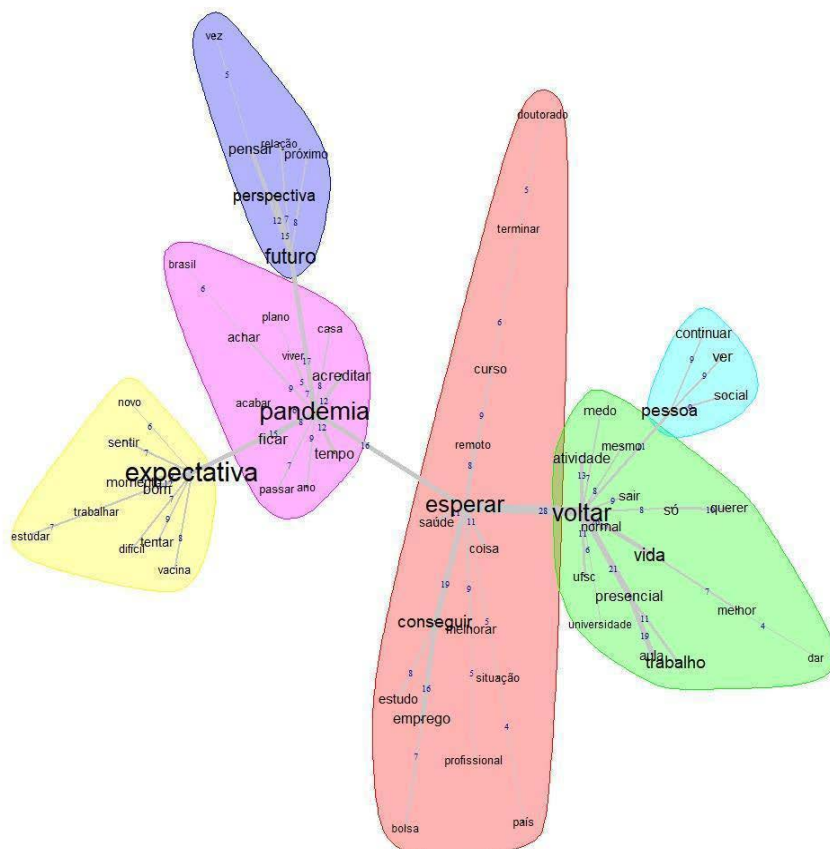 vez
5
pensar
relação
próximo
perspectiva
12
7
8
15
futuro
brasil
6
plano
casa
achar
viver
17
acreditar
5
8
9
7
12
acabar
pandemia
8
12
15
ficar
9
tempo
16
7
passar
ano
novo
6
sentir
7
expectativa
momento
bom
7
trabalhar
9
estudar
7
difícil
tentar
8
vacina
doutorado
5
terminar
6
curso
9
remoto
8
esperar
28
saúde
11
coisa
19
9
conseguir
melhorar
5
8
5
situação
estudo
16
emprego
4
7
profissional
bolsa
país
continuar
9
ver
9
social
pessoa
medo
mesmo
atividade
13
7
8
sair
9
voltar
8
só
querer
normal
11
6
vida
ufsc
21
7
presencial
melhor
universidade
11
4
19
aula
trabalho
dar